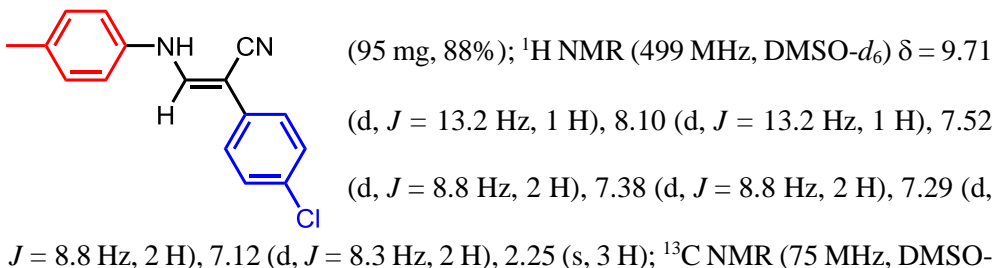 NH CN (95 mg, 88%); ¹H NMR (499 MHz, DMSO-d₆) δ = 9.71
H (d, J = 13.2 Hz, 1 H), 8.10 (d, J = 13.2 Hz, 1 H), 7.52
(d, J = 8.8 Hz, 2 H), 7.38 (d, J = 8.8 Hz, 2 H), 7.29 (d,
Cl
J = 8.8 Hz, 2 H), 7.12 (d, J = 8.3 Hz, 2 H), 2.25 (s, 3 H); ¹³C NMR (75 MHz, DMSO-